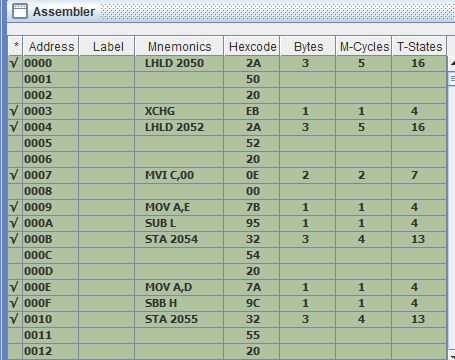 Assembler
* Address Label Mnemonics Hexcode Bytes M-Cycles T-States
√ 0000 LHLD 2050 2A 3 5 16
0001 50
0002 20
√ 0003 XCHG EB 1 1 4
√ 0004 LHLD 2052 2A 3 5 16
0005 52
0006 20
√ 0007 MVI C,00 0E 2 2 7
0008 00
√ 0009 MOV A,E 7B 1 1 4
√ 000A SUB L 95 1 1 4
√ 000B STA 2054 32 3 4 13
000C 54
000D 20
√ 000E MOV A,D 7A 1 1 4
√ 000F SBB H 9C 1 1 4
√ 0010 STA 2055 32 3 4 13
0011 55
0012 20